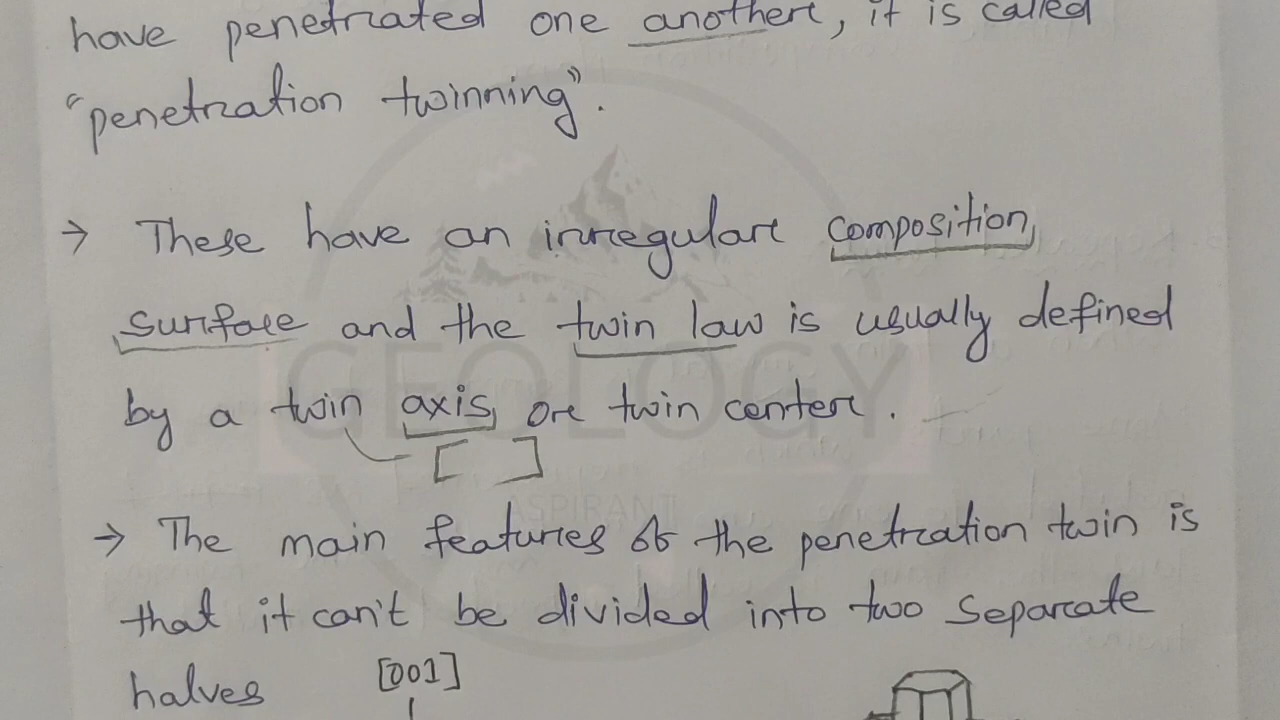 have penetrated one another, it is called
"penetration twinning".
→ These have an irregular composition
surface and the twin law is usually defined
by a twin axis or twin center.
[ ]
→ The main features of the penetration twin is
that it can't be divided into two separate
halves
[001]
GEOLOGY
ASPIRANT